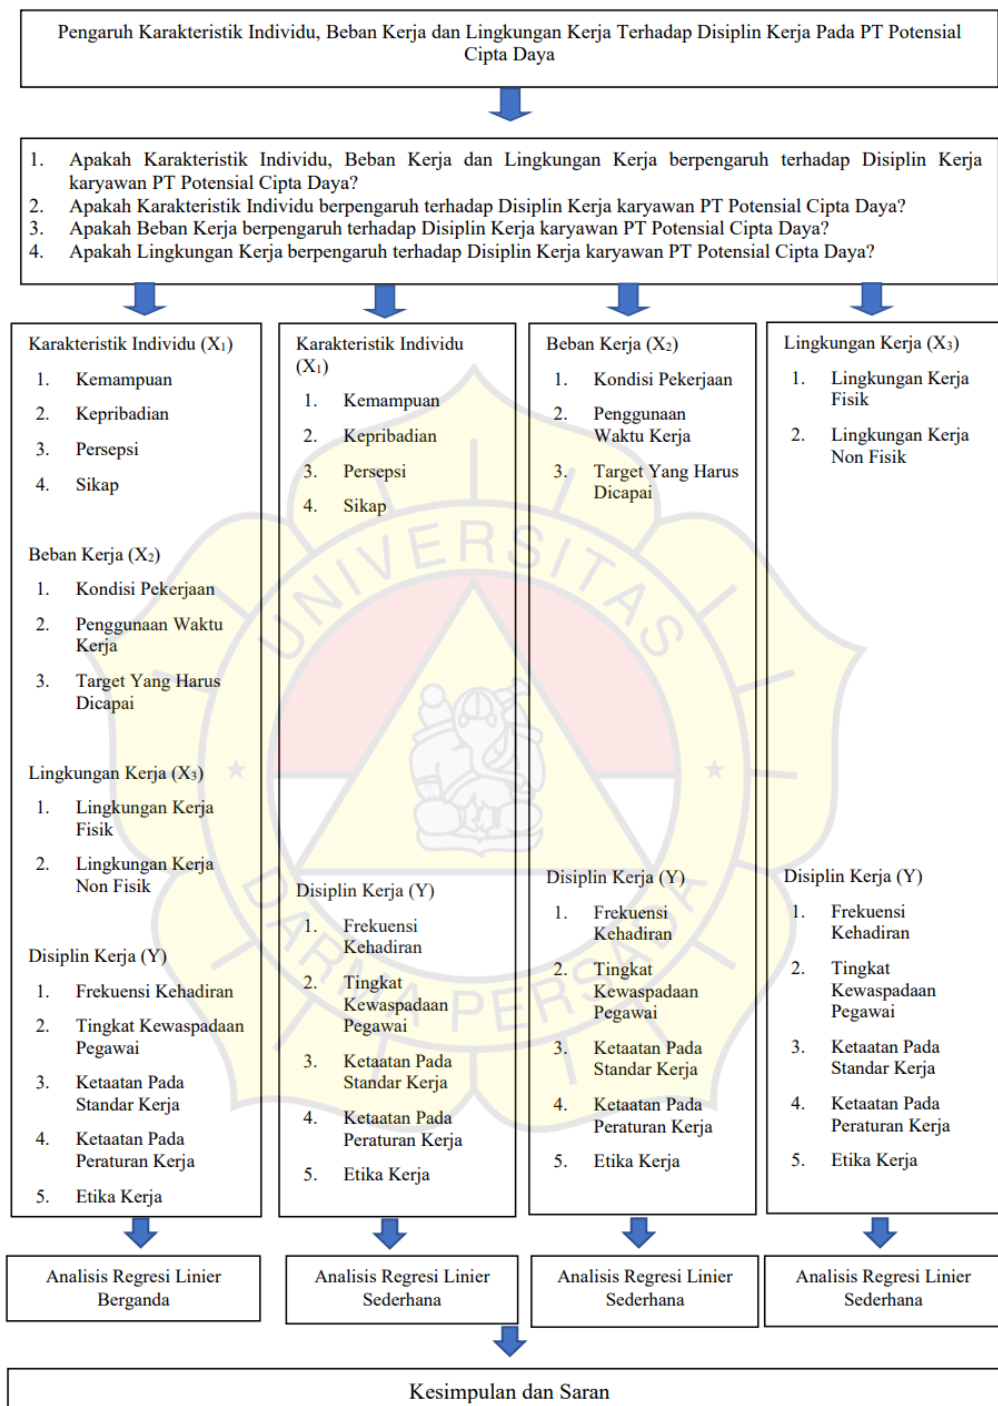 Pengaruh Karakteristik Individu, Beban Kerja dan Lingkungan Kerja Terhadap Disiplin Kerja Pada PT Potensial
Cipta Daya
1. Apakah Karakteristik Individu, Beban Kerja dan Lingkungan Kerja berpengaruh terhadap Disiplin Kerja
karyawan PT Potensial Cipta Daya?
2. Apakah Karakteristik Individu berpengaruh terhadap Disiplin Kerja karyawan PT Potensial Cipta Daya?
3. Apakah Beban Kerja berpengaruh terhadap Disiplin Kerja karyawan PT Potensial Cipta Daya?
4. Apakah Lingkungan Kerja berpengaruh terhadap Disiplin Kerja karyawan PT Potensial Cipta Daya?
Karakteristik Individu (X₁)
1. Kemampuan
2. Kepribadian
3. Persepsi
4. Sikap
Beban Kerja (X₂)
1. Kondisi Pekerjaan
2. Penggunaan Waktu
Kerja
3. Target Yang Harus
Dicapai
Lingkungan Kerja (X₃)
1. Lingkungan Kerja
Fisik
2. Lingkungan Kerja
Non Fisik
Disiplin Kerja (Y)
1. Frekuensi Kehadiran
2. Tingkat Kewaspadaan
Pegawai
3. Ketaatan Pada
Standar Kerja
4. Ketaatan Pada
Peraturan Kerja
5. Etika Kerja
Karakteristik Individu
(X₁)
1. Kemampuan
2. Kepribadian
3. Persepsi
4. Sikap
Disiplin Kerja (Y)
1. Frekuensi
Kehadiran
2. Tingkat
Kewaspadaan
Pegawai
3. Ketaatan Pada
Standar Kerja
4. Ketaatan Pada
Peraturan Kerja
5. Etika Kerja
Beban Kerja (X₂)
1. Kondisi Pekerjaan
2. Penggunaan
Waktu Kerja
3. Target Yang Harus
Dicapai
Disiplin Kerja (Y)
1. Frekuensi
Kehadiran
2. Tingkat
Kewaspadaan
Pegawai
3. Ketaatan Pada
Standar Kerja
4. Ketaatan Pada
Peraturan Kerja
5. Etika Kerja
Lingkungan Kerja (X₃)
1. Lingkungan Kerja
Fisik
2. Lingkungan Kerja
Non Fisik
Disiplin Kerja (Y)
1. Frekuensi
Kehadiran
2. Tingkat
Kewaspadaan
Pegawai
3. Ketaatan Pada
Standar Kerja
4. Ketaatan Pada
Peraturan Kerja
5. Etika Kerja
UNIVERSITAS
DARMA PERSADA
Analisis Regresi Linier
Berganda
Analisis Regresi Linier
Sederhana
Analisis Regresi Linier
Sederhana
Analisis Regresi Linier
Sederhana
Kesimpulan dan Saran